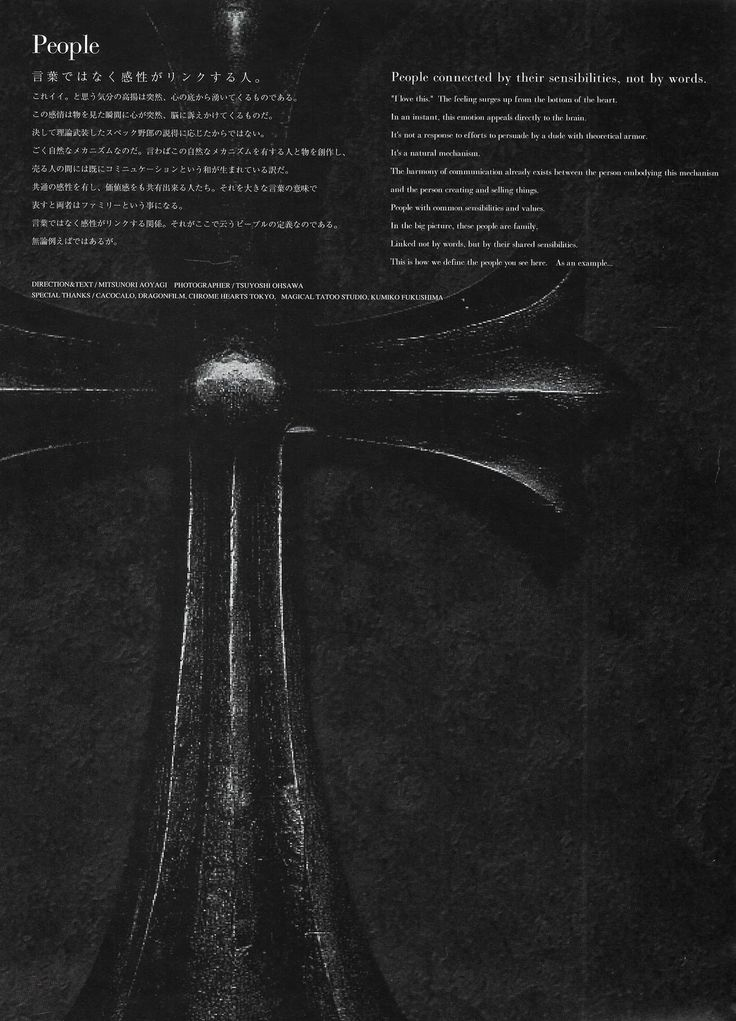 People
言葉ではなく感性がリンクする人。
これイイ。と思う気分の高揚は突然、心の底から湧いてくるものである。
この感情は物を見た瞬間に心が突然、脳に訴えかけてくるものだ。
決して理論武装したスペック野郎の説得に応じたからではない。
ごく自然なメカニズムなのだ。言わばこの自然なメカニズムを有する人と物を創作し、
売る人の間には既にコミニュケーションという和が生まれている訳だ。
共通の感性を有し、価値感をも共有出来る人たち。それを大きな言葉の意味で
表すと両者はファミリーという事になる。
言葉ではなく感性がリンクする関係。それがここで云うピープルの定義なのである。
無論例えばではあるが。
People connected by their sensibilities, not by words.
"I love this." The feeling surges up from the bottom of the heart.
In an instant, this emotion appeals directly to the brain.
It's not a response to efforts to persuade by a dude with theoretical armor.
It's a natural mechanism.
The harmony of communication already exists between the person embodying this mechanism
and the person creating and selling things.
People with common sensibilities and values.
In the big picture, these people are family.
Linked not by words, but by their shared sensibilities.
This is how we define the people you see here. As an example...
DIRECTION&TEXT / MITSUNORI AOYAGI PHOTOGRAPHER / TSUYOSHI OHSAWA
SPECIAL THANKS / CACOCALO, DRAGONFILM, CHROME HEARTS TOKYO, MAGICAL TATOO STUDIO, KUMIKO FUKUSHIMA